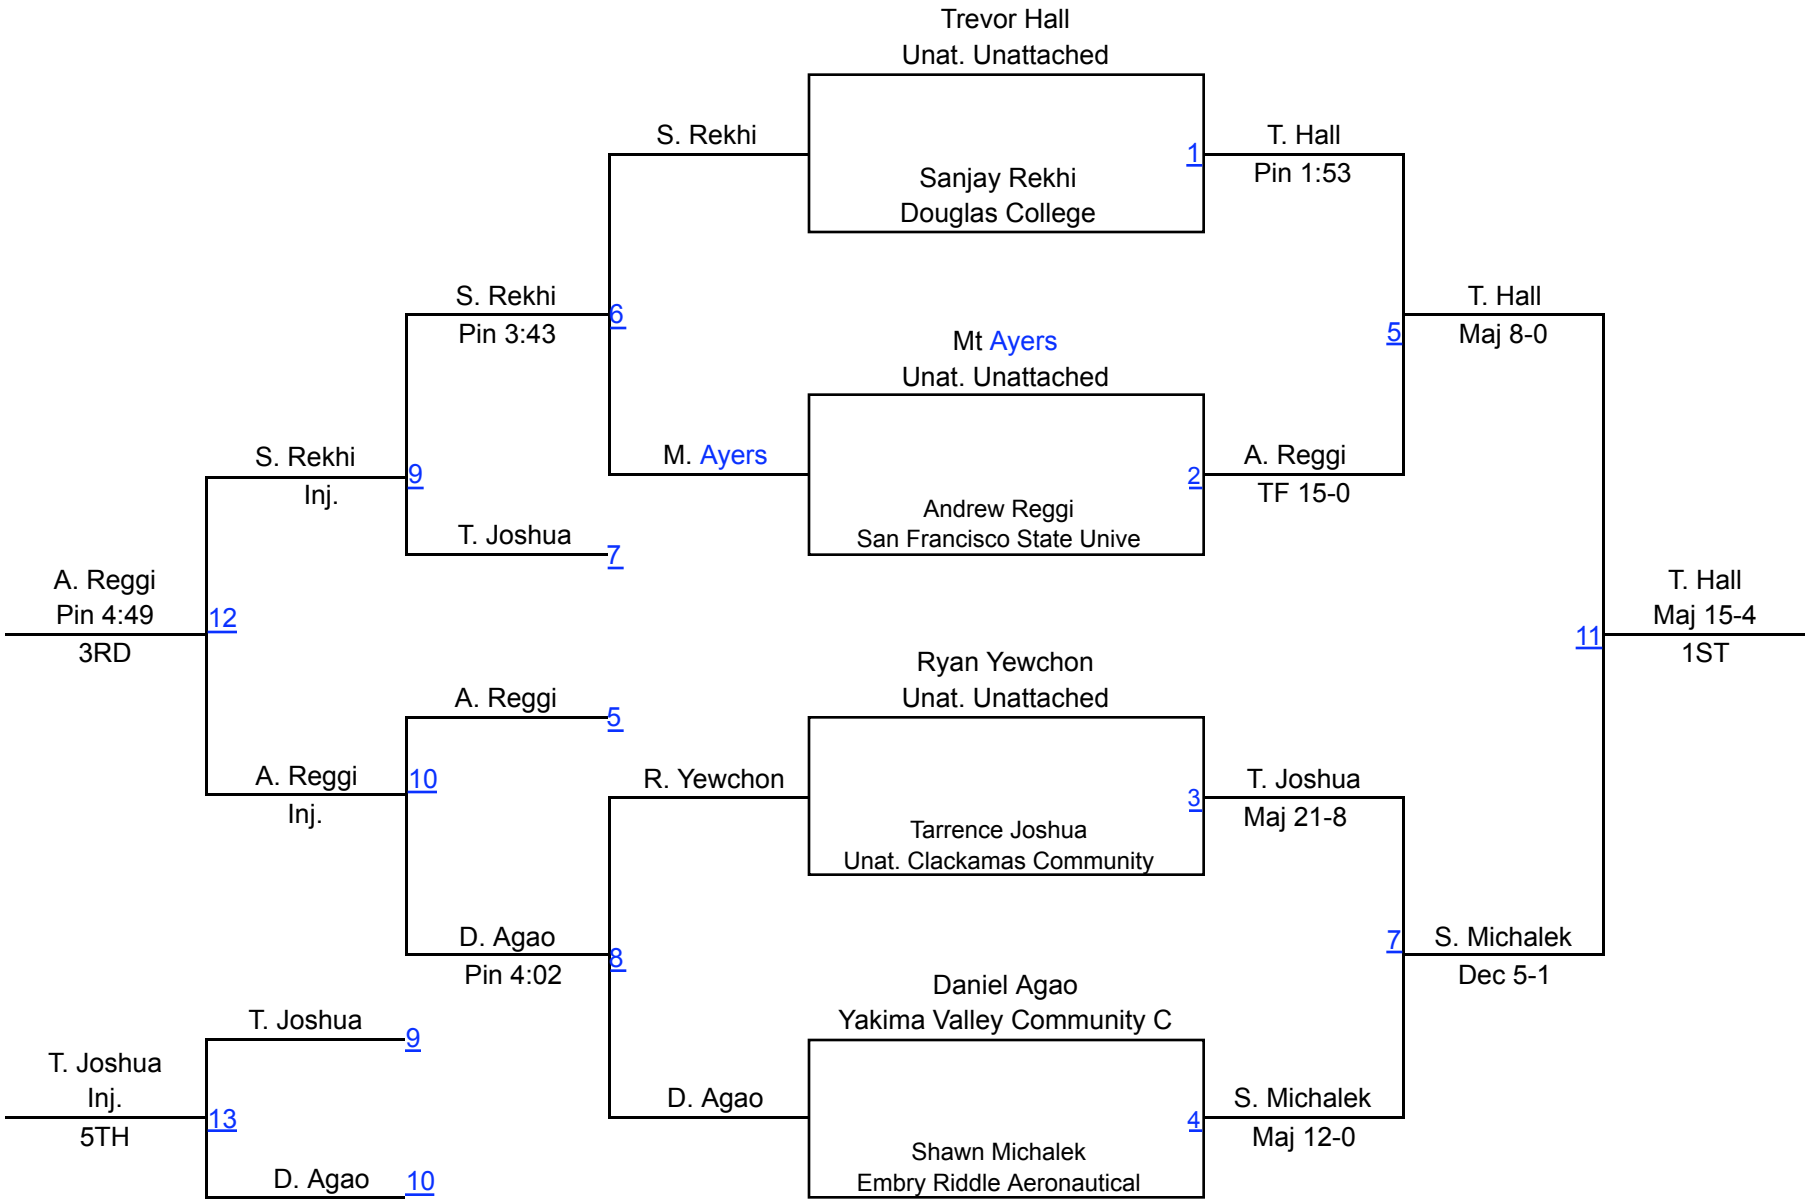 Trevor Hall
Unat. Unattached
S. Rekhi
1
T. Hall
Pin 1:53
Sanjay Rekhi
Douglas College
S. Rekhi
Pin 3:43
6
T. Hall
Maj 8-0
5
Mt Ayers
Unat. Unattached
S. Rekhi
Inj.
9
M. Ayers
2
A. Reggi
TF 15-0
Andrew Reggi
San Francisco State Unive
T. Joshua
7
A. Reggi
Pin 4:49
3RD
12
T. Hall
Maj 15-4
1ST
11
Ryan Yewchon
Unat. Unattached
A. Reggi
5
A. Reggi
Inj.
10
R. Yewchon
3
T. Joshua
Maj 21-8
Tarrence Joshua
Unat. Clackamas Community
D. Agao
Pin 4:02
8
7
S. Michalek
Dec 5-1
Daniel Agao
Yakima Valley Community C
T. Joshua
9
T. Joshua
Inj.
5TH
13
D. Agao
4
S. Michalek
Maj 12-0
Shawn Michalek
Embry Riddle Aeronautical
D. Agao
10